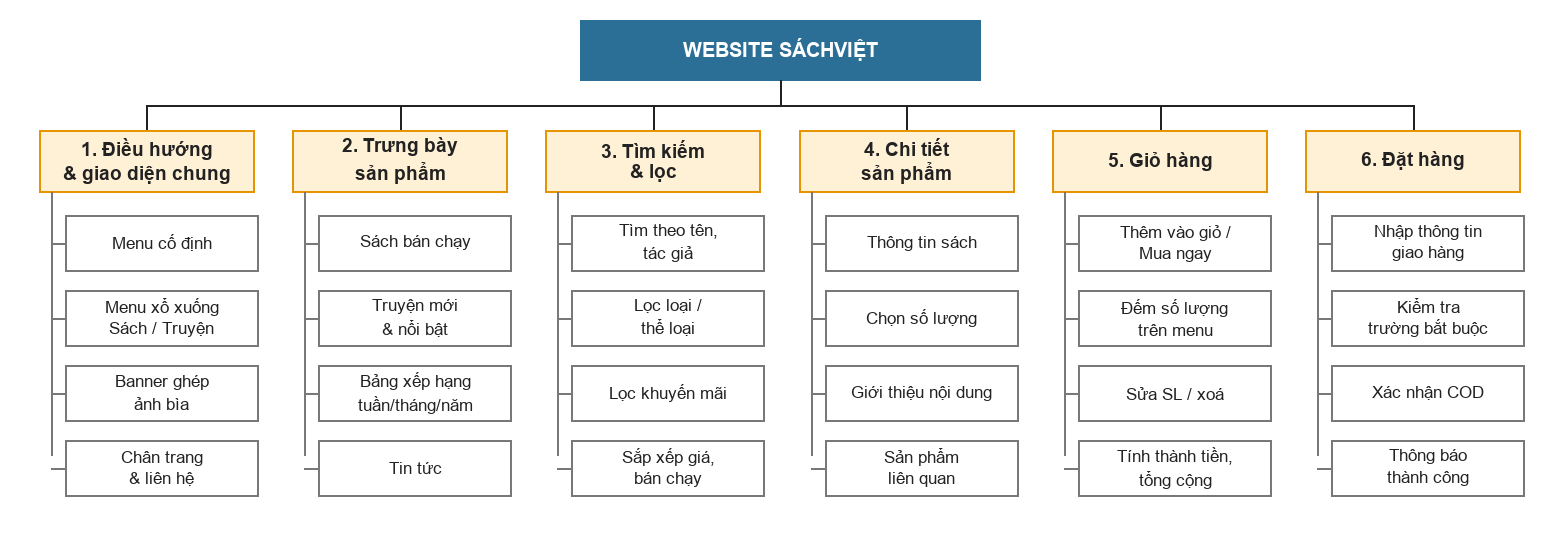 WEBSITE SÁCHVIỆT
1. Điều hướng
& giao diện chung
Menu cố định
Menu xổ xuống
Sách / Truyện
Banner ghép
ảnh bìa
Chân trang
& liên hệ
2. Trưng bày
sản phẩm
Sách bán chạy
Truyện mới
& nổi bật
Bảng xếp hạng
tuần/tháng/năm
Tin tức
3. Tìm kiếm
& lọc
Tìm theo tên,
tác giả
Lọc loại /
thể loại
Lọc khuyến mãi
Sắp xếp giá,
bán chạy
4. Chi tiết
sản phẩm
Thông tin sách
Chọn số lượng
Giới thiệu nội dung
Sản phẩm
liên quan
5. Giỏ hàng
Thêm vào giỏ /
Mua ngay
Đếm số lượng
trên menu
Sửa SL / xoá
Tính thành tiền,
tổng cộng
6. Đặt hàng
Nhập thông tin
giao hàng
Kiểm tra
trường bắt buộc
Xác nhận COD
Thông báo
thành công